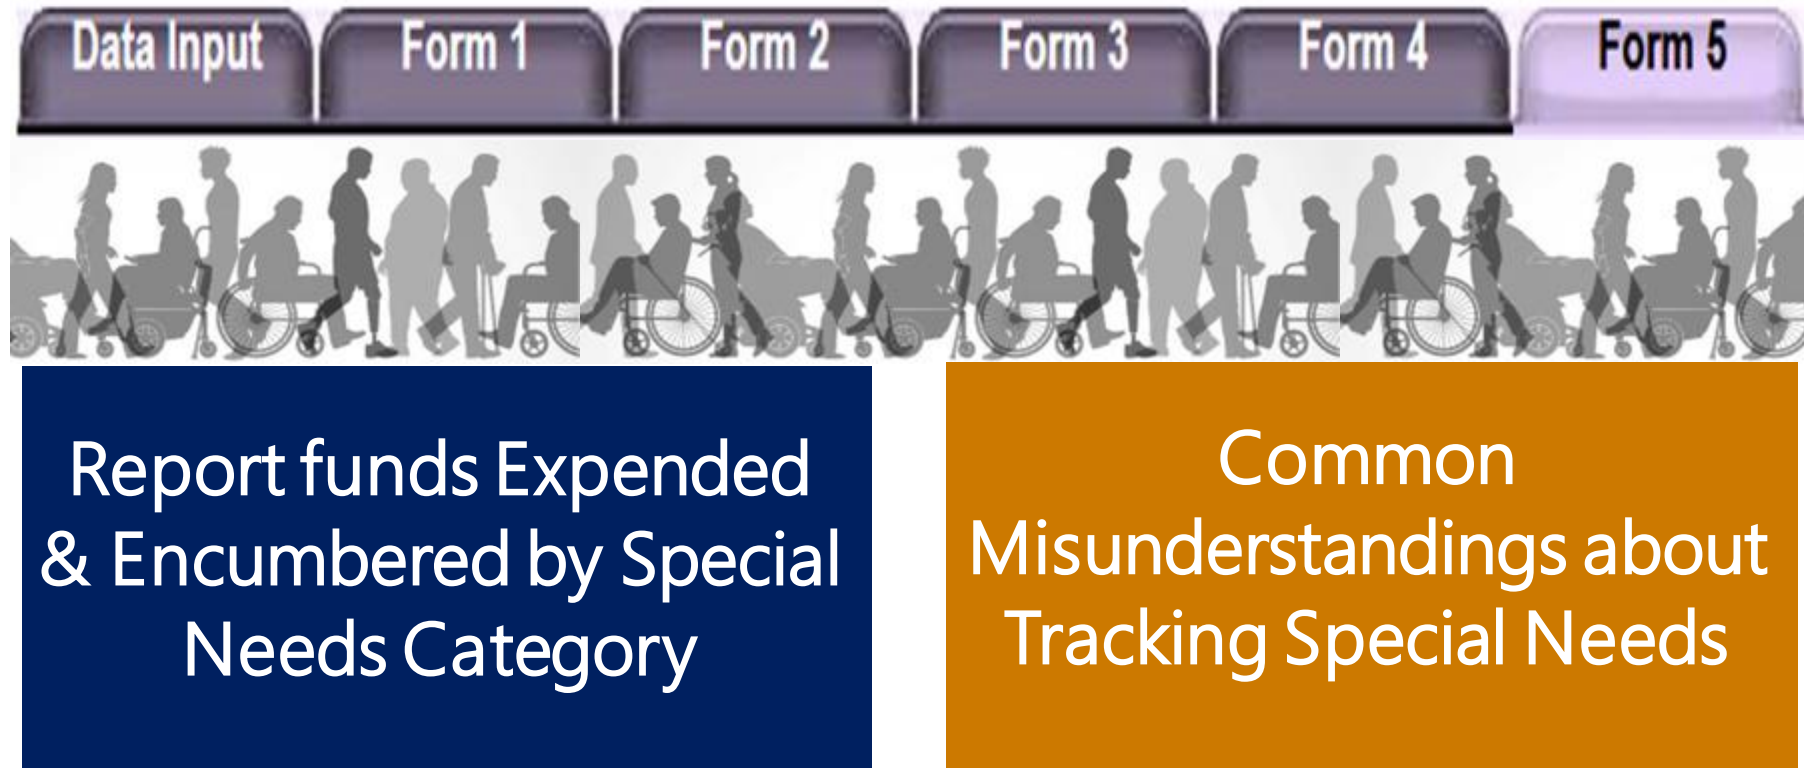 Data Input Form 1 Form 2 Form 3 Form 4 Form 5
Report funds Expended
& Encumbered by Special
Needs Category
Common
Misunderstandings about
Tracking Special Needs